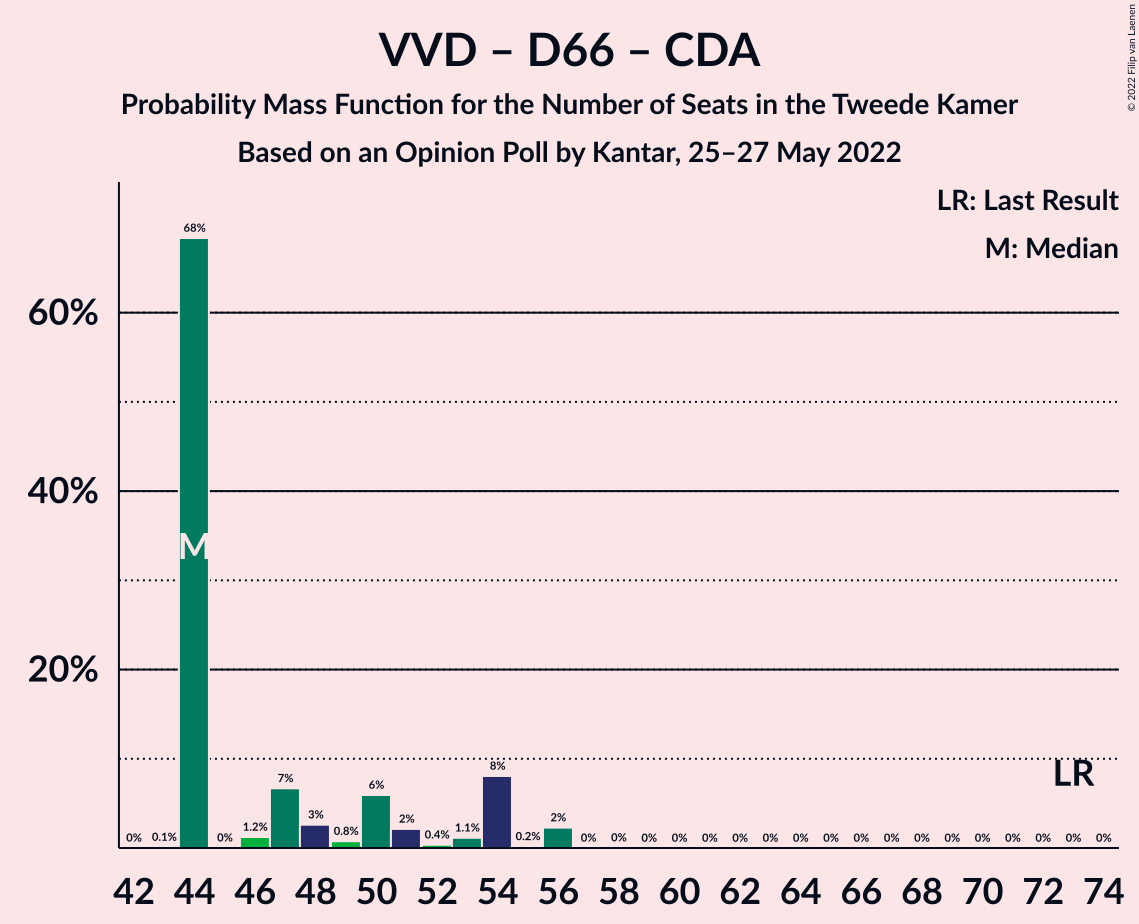 VVD – D66 – CDA
Probability Mass Function for the Number of Seats in the Tweede Kamer
Based on an Opinion Poll by Kantar, 25–27 May 2022
© 2022 Filip van Laenen
LR: Last Result
M: Median
60%
40%
20%
68%
M
LR
0% 0.1% 0% 1.2% 7% 3% 0.8% 6% 2% 0.4% 1.1% 8% 0.2% 2% 0% 0% 0% 0% 0% 0% 0% 0% 0% 0% 0% 0% 0% 0% 0% 0% 0% 0%
42 44 46 48 50 52 54 56 58 60 62 64 66 68 70 72 74